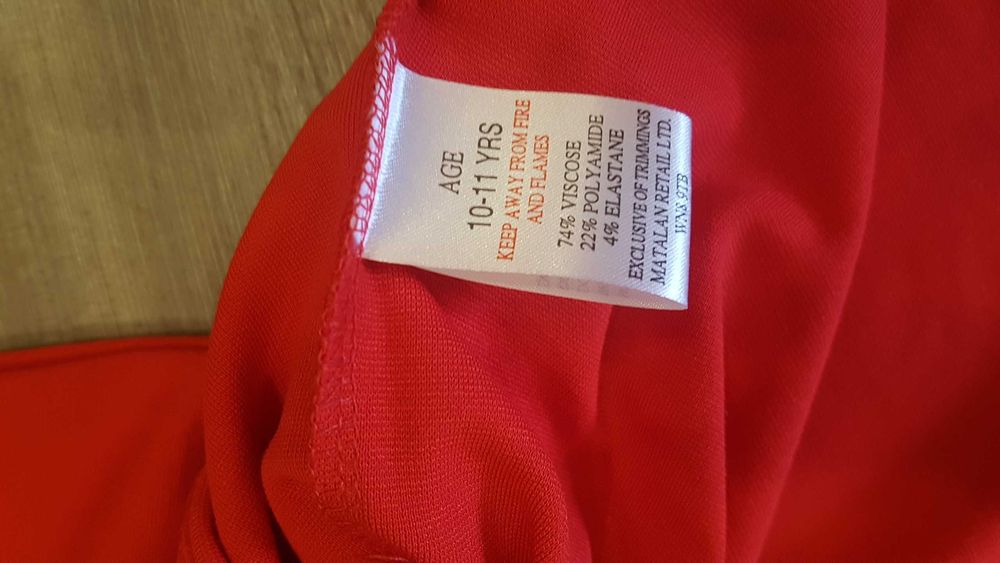 AGE
10-11 YRS
KEEP AWAY FROM FIRE
AND FLAMES
74% VISCOSE
22% POLYAMIDE
4% ELASTANE
EXCLUSIVE OF TRIMMINGS
MATALAN RETAIL LTD.
WN8 9TB